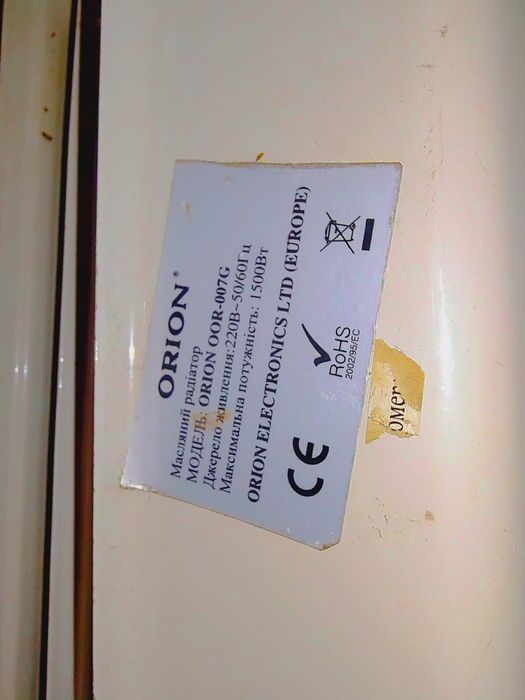 ORION®
Масляний радіатор
МОДЕЛЬ: ORION OOR-007G
Джерело живлення:220В~50/60Гц
Максимальна потужність: 1500Вт
ORION ELECTRONICS LTD (EUROPE)
CE
RoHS
2002/95/EC
омер